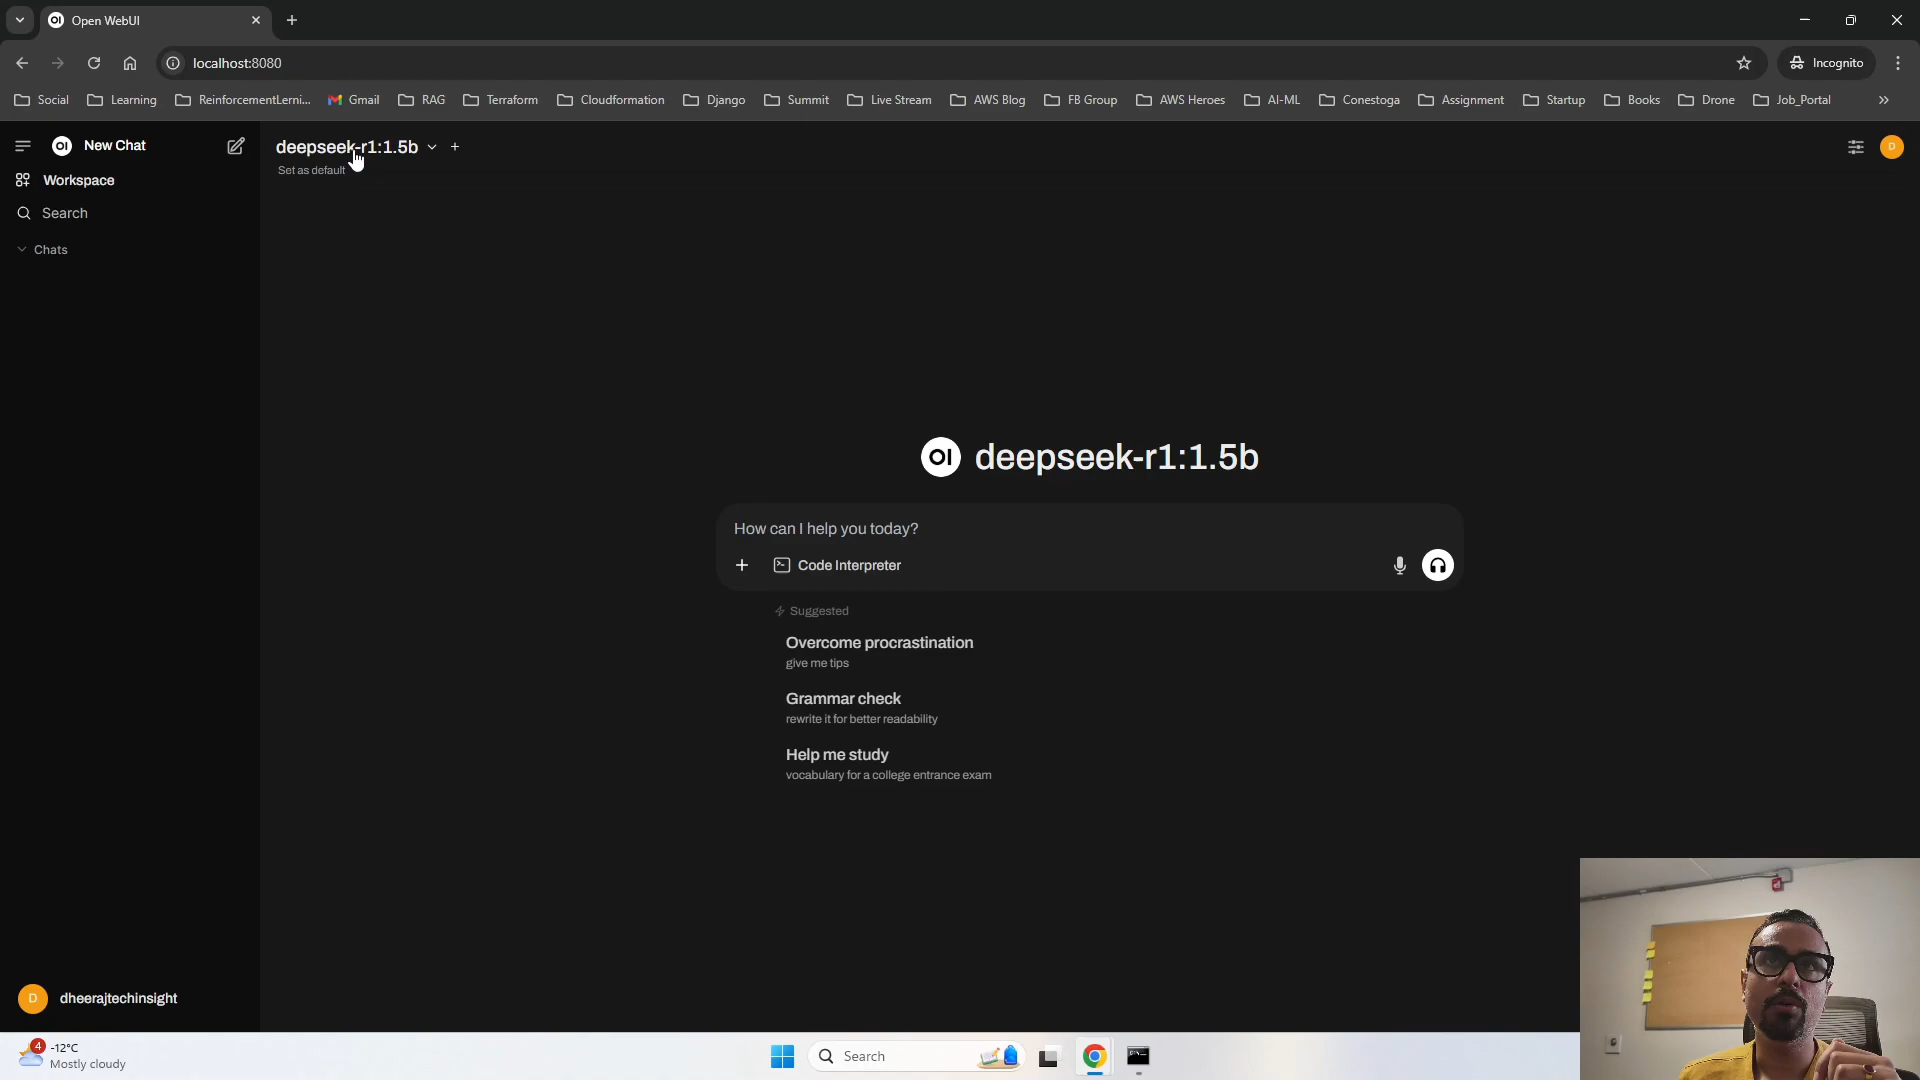 Open WebUI
localhost:8080
Incognito
Social
Learning
ReinforcementLerni...
Gmail
RAG
Terraform
Cloudformation
Django
Summit
Live Stream
AWS Blog
FB Group
AWS Heroes
AI-ML
Conestoga
Assignment
Startup
Books
Drone
Job_Portal
OI New Chat
Workspace
Search
Chats
deepseek-r1:1.5b
Set as default
D
OI deepseek-r1:1.5b
How can I help you today?
Code Interpreter
Suggested
Overcome procrastination
give me tips
Grammar check
rewrite it for better readability
Help me study
vocabulary for a college entrance exam
D dheerajtechinsight
4
-12°C
Mostly cloudy
Search